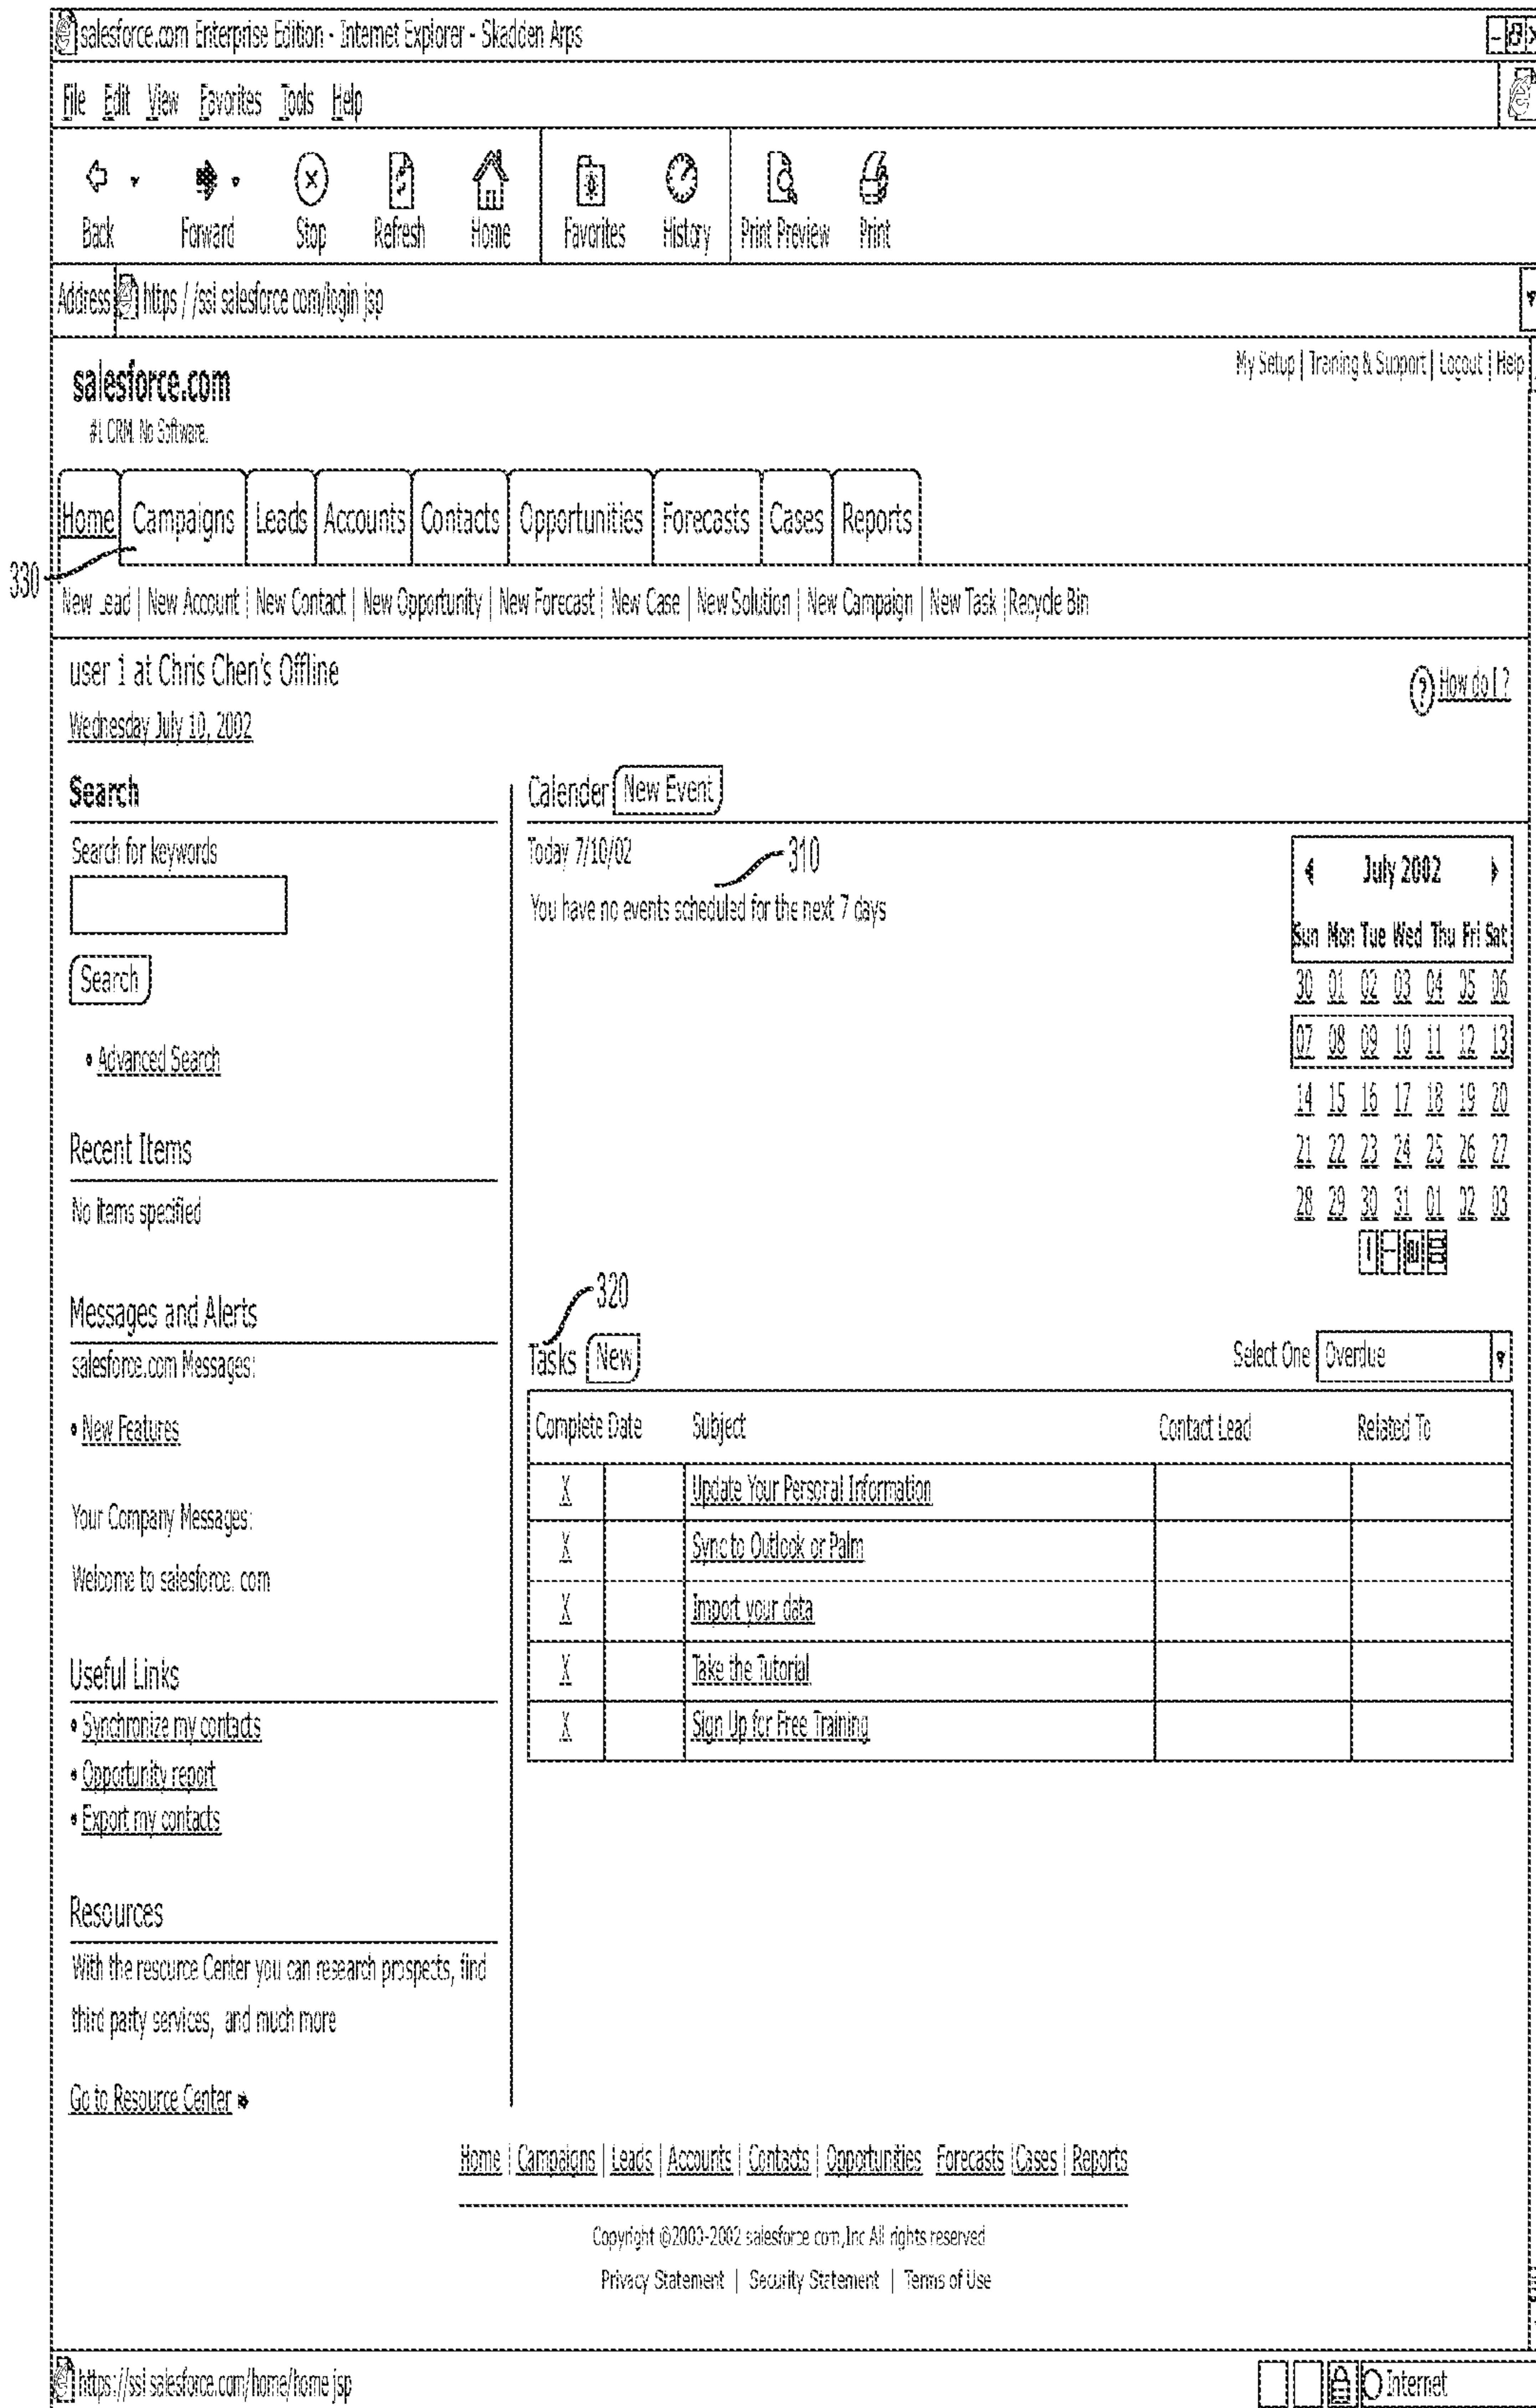 salesforce.com Enterprise Edition - Internet Explorer - Skadden Arps
File Edit View Favorites Tools Help
Back Forward Stop Refresh Home Favorites History Print Preview Print
Address https / /ssl salesforce com/login jsp
My Setup | Training & Support | Logout | Help
salesforce.com
#1 CRM. No Software.
Home Campaigns Leads Accounts Contacts Opportunities Forecasts Cases Reports
330
New Lead | New Account | New Contact | New Opportunity | New Forecast | New Case | New Solution | New Campaign | New Task | Recycle Bin
user 1 at Chris Chen's Offline
? How do I ?
Wednesday July 10, 2002
Search
Search for keywords
Search
• Advanced Search
Recent Items
No items specified
Messages and Alerts
salesforce.com Messages:
• New Features
Your Company Messages:
Welcome to salesforce. com
Useful Links
• Synchronize my contacts
• Opportunity report
• Export my contacts
Resources
With the resource Center you can research prospects, find
third party services, and much more
Go to Resource Center
Calender New Event
Today 7/10/02
310
You have no events scheduled for the next 7 days
July 2002
Sun Mon Tue Wed Thu Fri Sat
30 01 02 03 04 05 06
07 08 09 10 11 12 13
14 15 16 17 18 19 20
21 22 23 24 25 26 27
28 29 30 31 01 02 03
320
Tasks New
Select One Overdue
Complete Date Subject Contact Lead Related To
X Update Your Personal Information
X Sync to Outlook or Palm
X Import your data
X Take the Tutorial
X Sign Up for Free Training
Home | Campaigns | Leads | Accounts | Contacts | Opportunities Forecasts | Cases | Reports
Copyright ©2000-2002 salesforce com,Inc All rights reserved
Privacy Statement | Security Statement | Terms of Use
https://ssl salesforce.com/home/home jsp
Internet